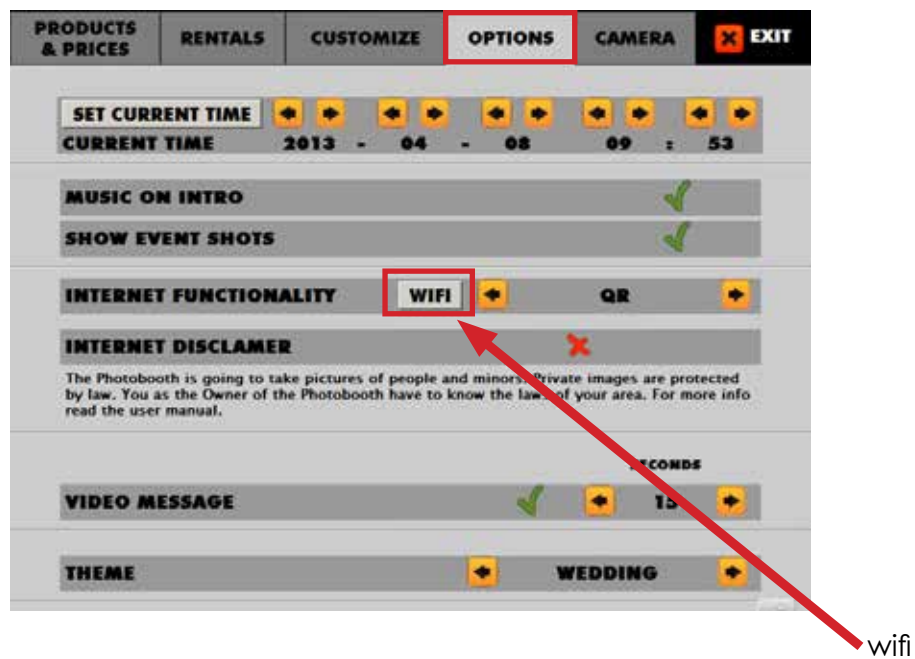 PRODUCTS & PRICES RENTALS CUSTOMIZE OPTIONS CAMERA X EXIT
SET CURRENT TIME
CURRENT TIME 2013 - 04 - 08 09 : 53
MUSIC ON INTRO
SHOW EVENT SHOTS
INTERNET FUNCTIONALITY WIFI QR
INTERNET DISCLAMER
The Photobooth is going to take pictures of people and minors. Private images are protected
by law. You as the Owner of the Photobooth have to know the laws of your area. For more info
read the user manual.
SECONDS
VIDEO MESSAGE 15
THEME WEDDING
wifi